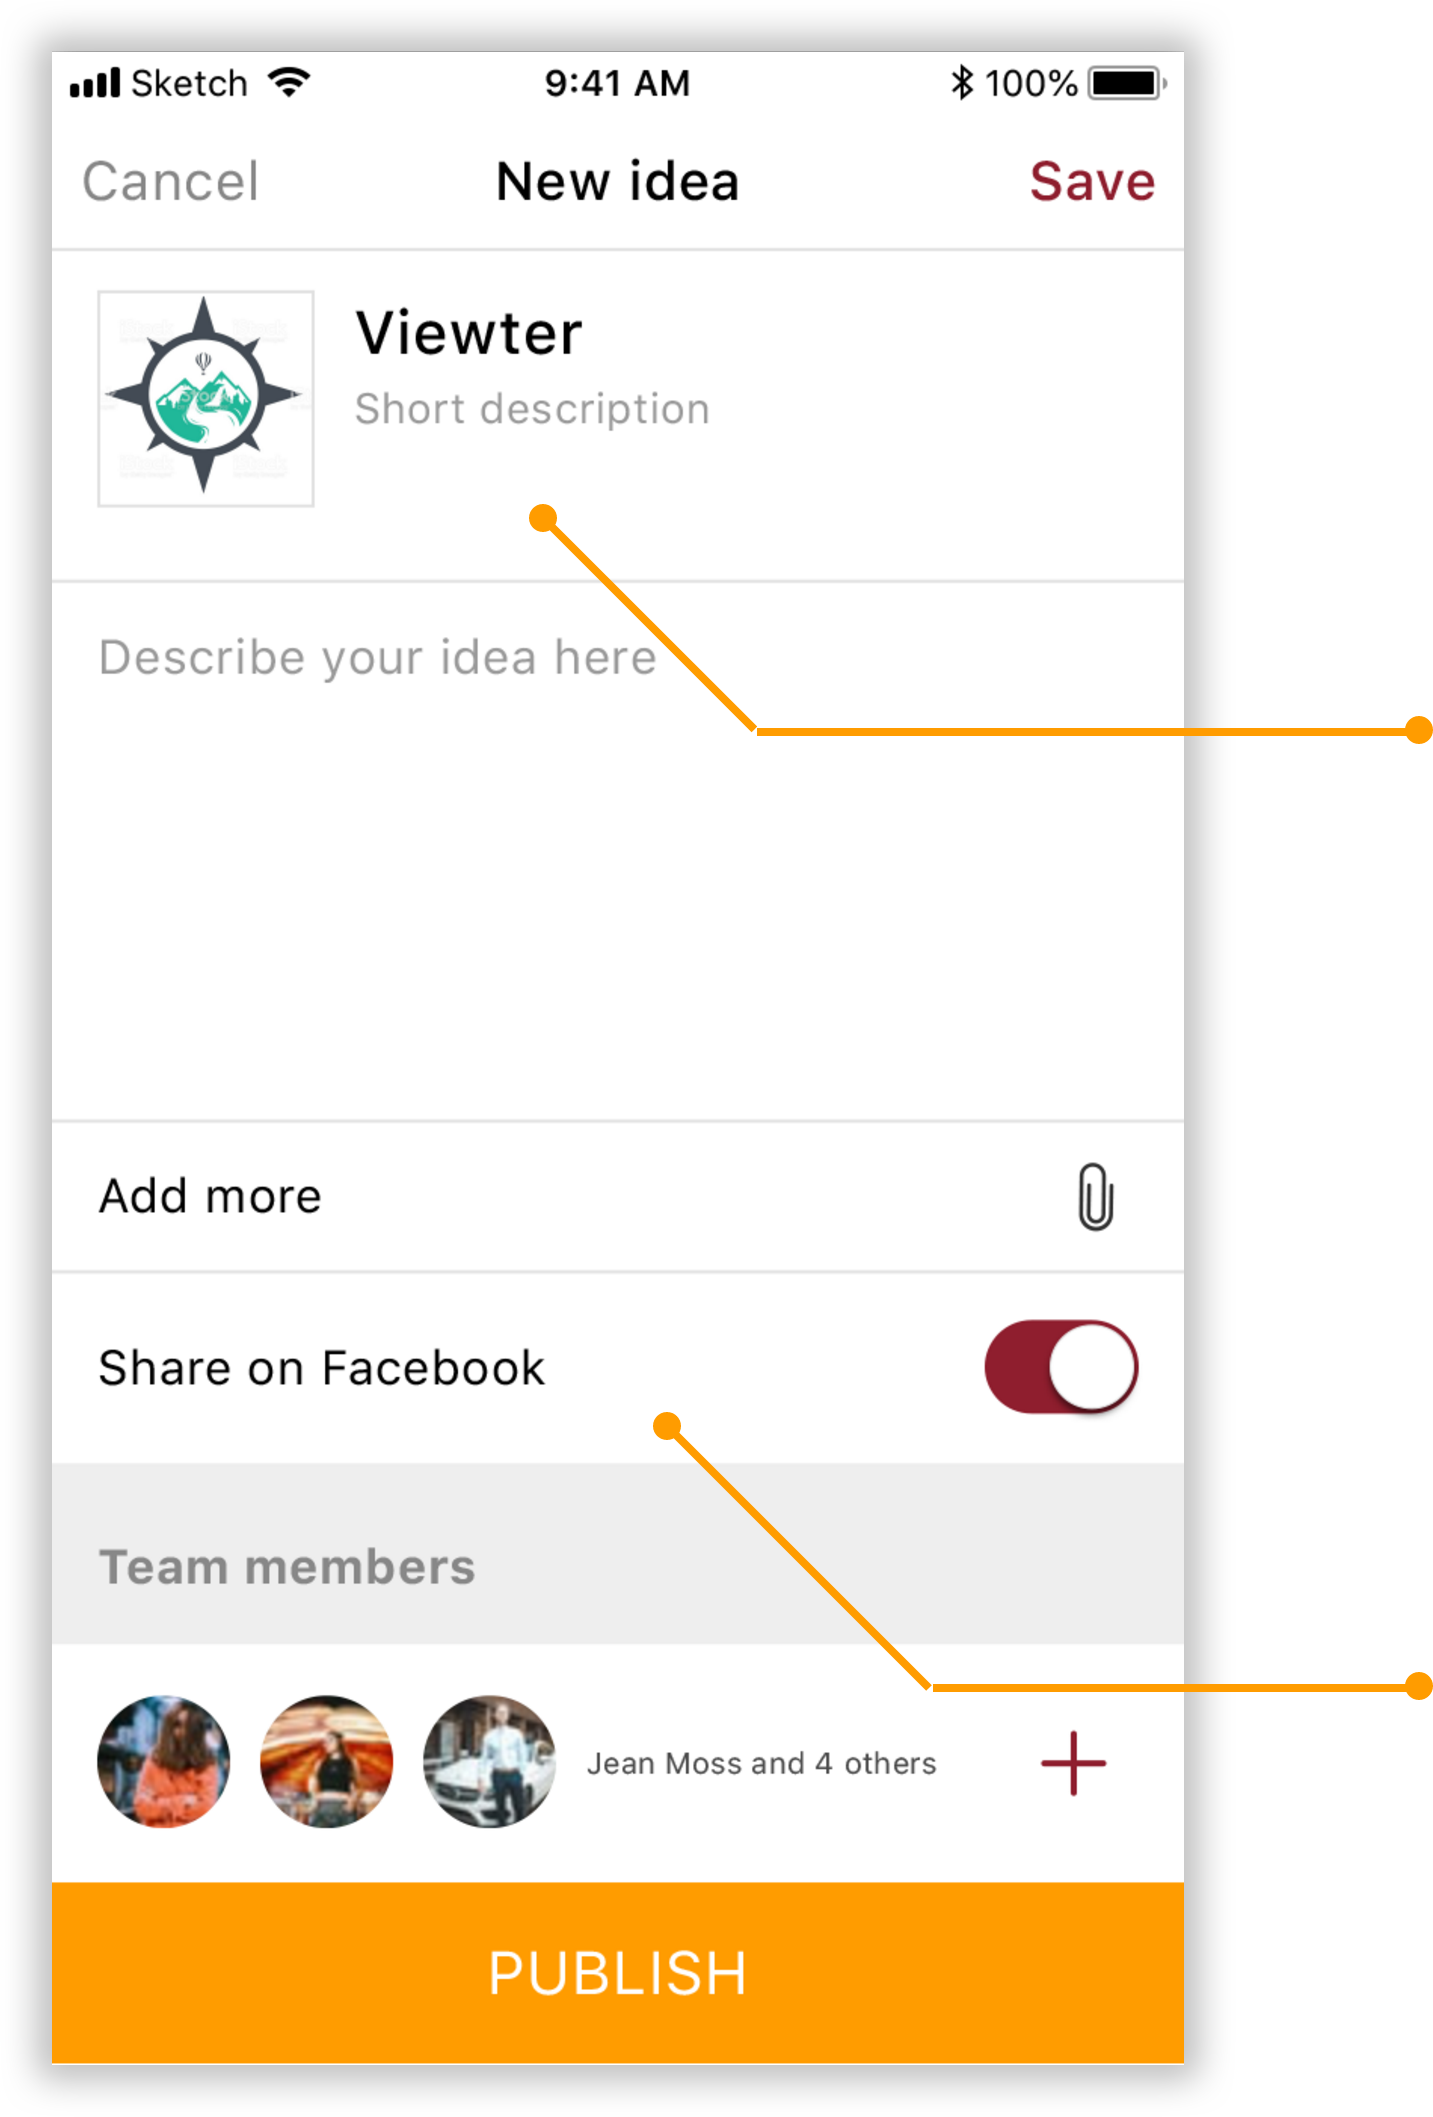 Sketch 9:41 AM 100%
Cancel New idea Save
Viewter
Short description
Describe your idea here
Add more
Share on Facebook
Team members
Jean Moss and 4 others
PUBLISH